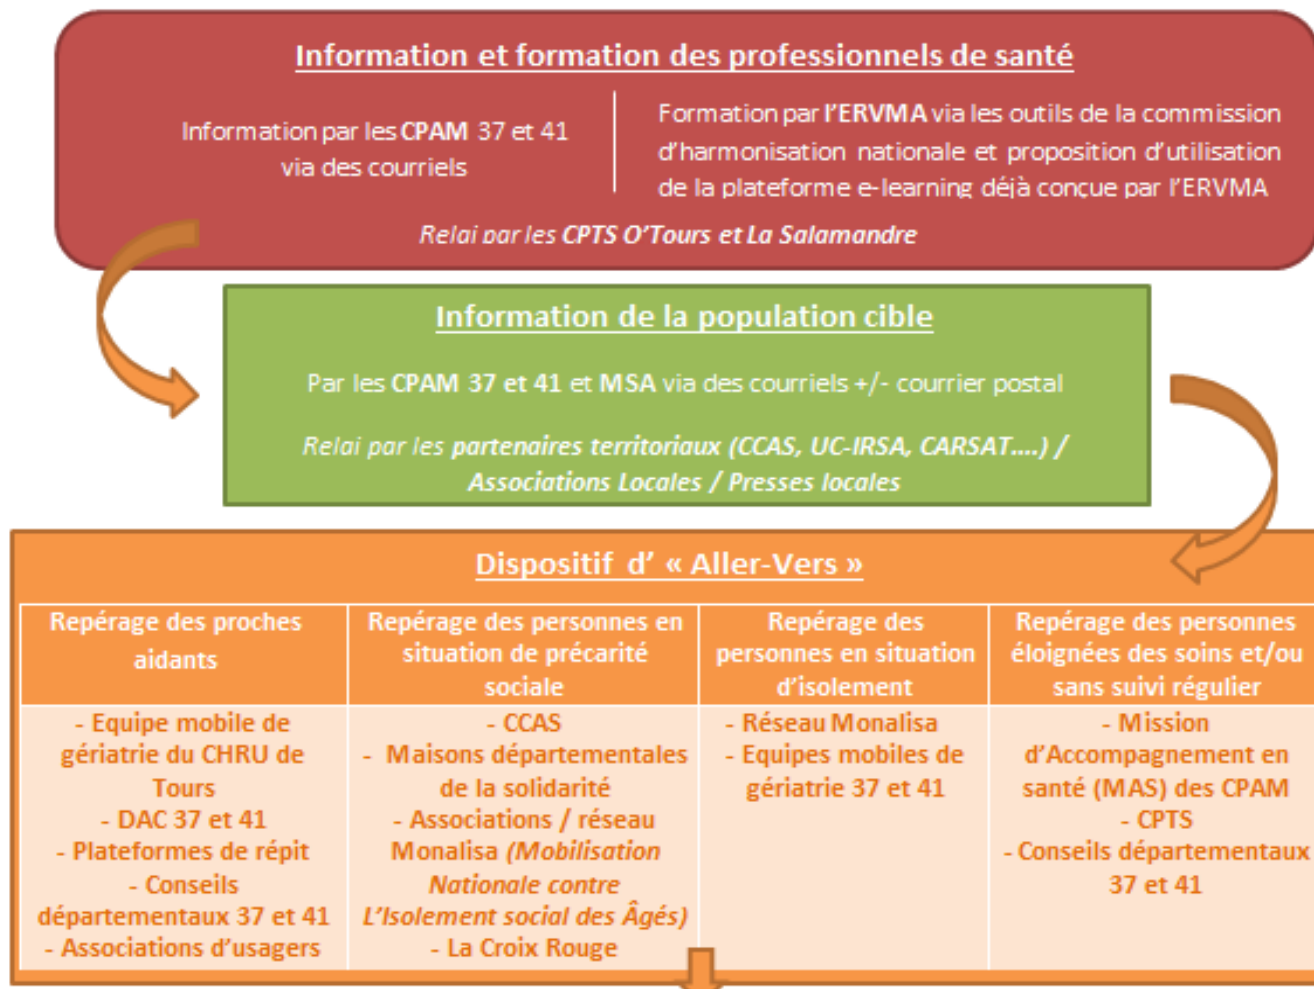 Information et formation des professionnels de santé
Information par les CPAM 37 et 41
via des courriels
Formation par l'ERVMA via les outils de la commission
d'harmonisation nationale et proposition d'utilisation
de la plateforme e-learning déjà conçue par l'ERVMA
Relai par les CPTS O'Tours et La Salamandre
Information de la population cible
Par les CPAM 37 et 41 et MSA via des courriels +/- courrier postal
Relai par les partenaires territoriaux (CCAS, UC-IRSA, CARSAT....) /
Associations Locales / Presses locales
Dispositif d' « Aller-Vers »
Repérage des proches
aidants
Repérage des personnes en
situation de précarité
sociale
Repérage des
personnes en situation
d'isolement
Repérage des personnes
éloignées des soins et/ou
sans suivi régulier
- Equipe mobile de
gériatrie du CHRU de
Tours
- DAC 37 et 41
- Plateformes de répit
- Conseils
départementaux 37 et 41
- Associations d'usagers
- CCAS
- Maisons départementales
de la solidarité
- Associations / réseau
Monalisa (Mobilisation
Nationale contre
L'Isolement social des Âgés)
- La Croix Rouge
- Réseau Monalisa
- Equipes mobiles de
gériatrie 37 et 41
- Mission
d'Accompagnement en
santé (MAS) des CPAM
- CPTS
- Conseils départementaux
37 et 41